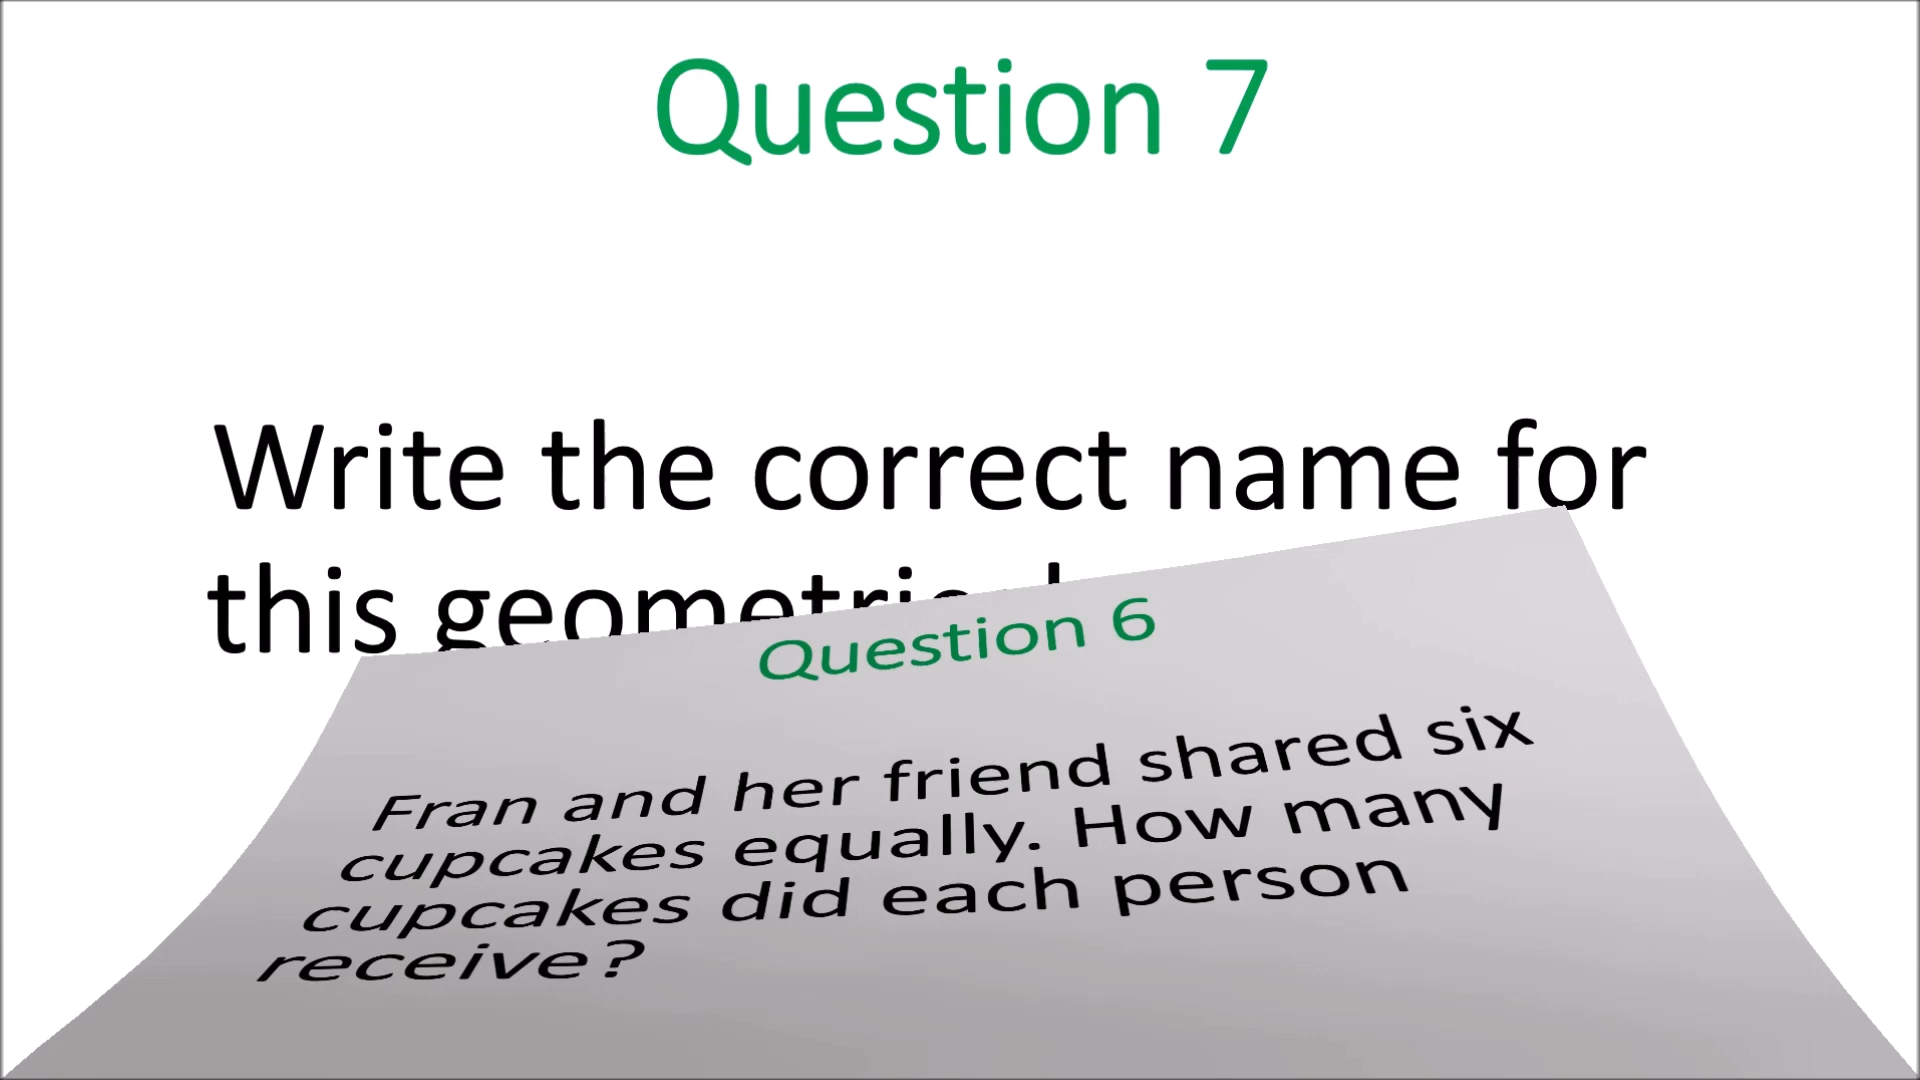 Question 7
Write the correct name for
this geometric
Question 6
Fran and her friend shared six
cupcakes equally. How many
cupcakes did each person
receive?